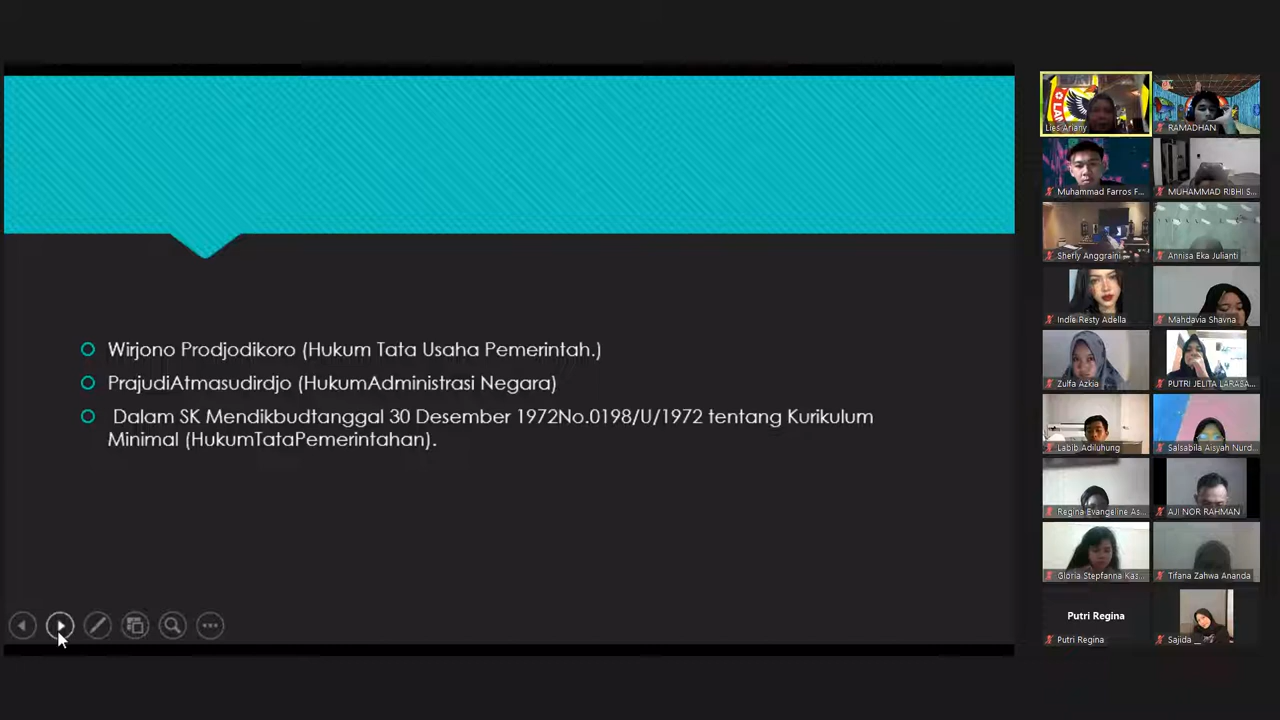 Wirjono Prodjodikoro (Hukum Tata Usaha Pemerintah.)
PrajudiAtmasudirdjo (HukumAdministrasi Negara)
Dalam SK Mendikbudtanggal 30 Desember 1972No.0198/U/1972 tentang Kurikulum
Minimal (HukumTataPemerintahan).
Lies Ariany
RAMADHAN
Muhammad Farros F...
MUHAMMAD RIBHI S...
Sherly Anggraini
Annisa Eka Julianti
Indie Resty Adella
Mahdavia Shavna
Zulfa Azkia
PUTRI JELITA LARASA...
Labib Adiluhung
Salsabila Aisyah Nurd...
Regina Evangeline As...
AJI NOR RAHMAN
Gloria Stepfanna Kas...
Tifana Zahwa Ananda
Putri Regina
Putri Regina
Sajida __